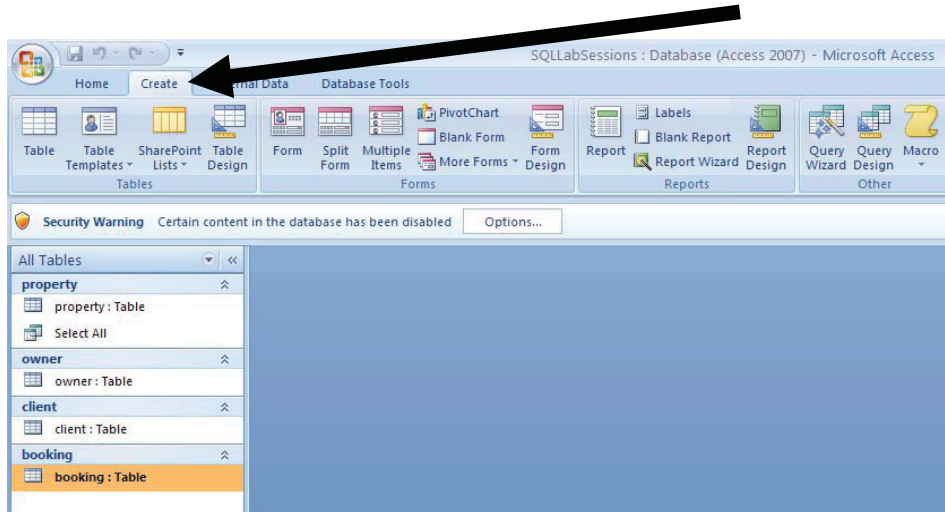 SQLLabSessions : Database (Access 2007) - Microsoft Access
Home Create nal Data Database Tools
Table
Table Templates
SharePoint Lists
Table Design
Tables
Form
Split Form
Multiple Items
PivotChart
Blank Form
More Forms
Form Design
Forms
Report
Labels
Blank Report
Report Wizard
Report Design
Reports
Query Wizard
Query Design
Macro
Other
Security Warning Certain content in the database has been disabled Options...
All Tables
property
property : Table
Select All
owner
owner : Table
client
client : Table
booking
booking : Table